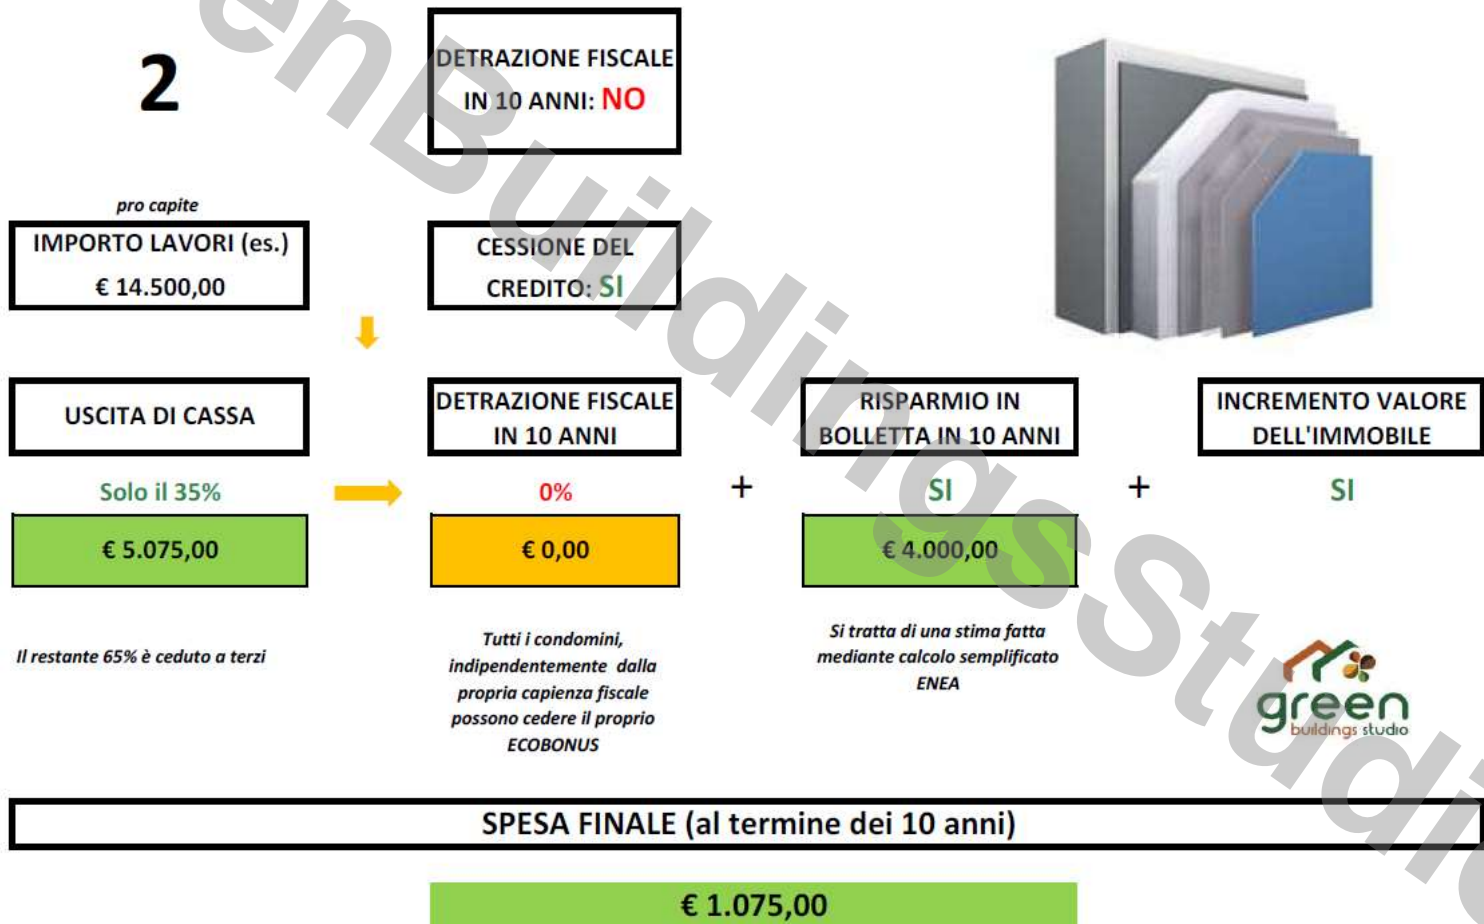 2
DETRAZIONE FISCALE
IN 10 ANNI: NO
pro capite
IMPORTO LAVORI (es.)
€ 14.500,00
CESSIONE DEL
CREDITO: SI
USCITA DI CASSA
DETRAZIONE FISCALE
IN 10 ANNI
RISPARMIO IN
BOLLETTA IN 10 ANNI
INCREMENTO VALORE
DELL'IMMOBILE
Solo il 35%
0%
+
SI
+
SI
€ 5.075,00
€ 0,00
€ 4.000,00
Il restante 65% è ceduto a terzi
Tutti i condomini,
indipendentemente dalla
propria capienza fiscale
possono cedere il proprio
ECOBONUS
Si tratta di una stima fatta
mediante calcolo semplificato
ENEA
green
buildings studio
SPESA FINALE (al termine dei 10 anni)
€ 1.075,00
enBuildingsStudio